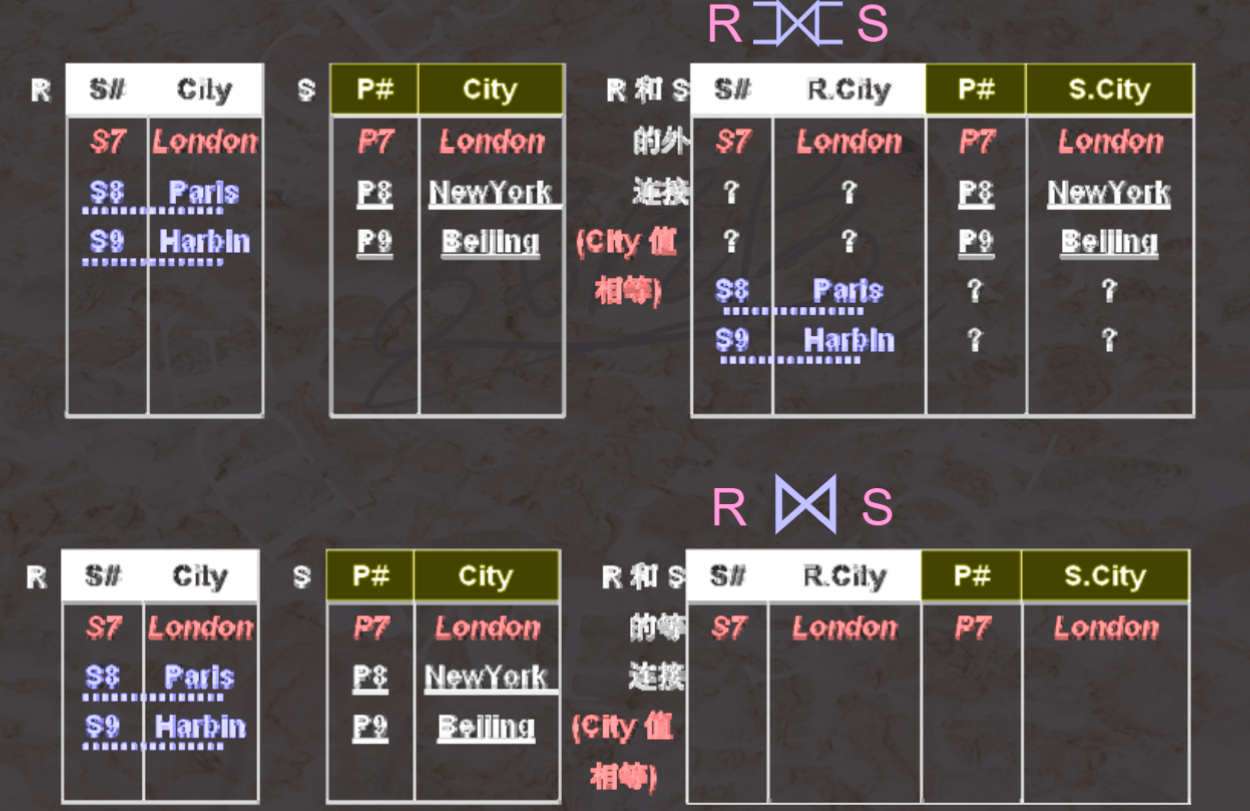 R ⟗ S
R S# City S P# City R 和 S S# R.City P# S.City
S7 London P7 London 的外 S7 London P7 London
S8 Paris P8 NewYork 连接 ? ? P8 NewYork
S9 Harbin P9 Beijing (City 值 ? ? P9 Beijing
相等) S8 Paris ? ?
S9 Harbin ? ?
R ⋈ S
R S# City S P# City R 和 S S# R.City P# S.City
S7 London P7 London 的等 S7 London P7 London
S8 Paris P8 NewYork 连接
S9 Harbin P9 Beijing (City 值
相等)